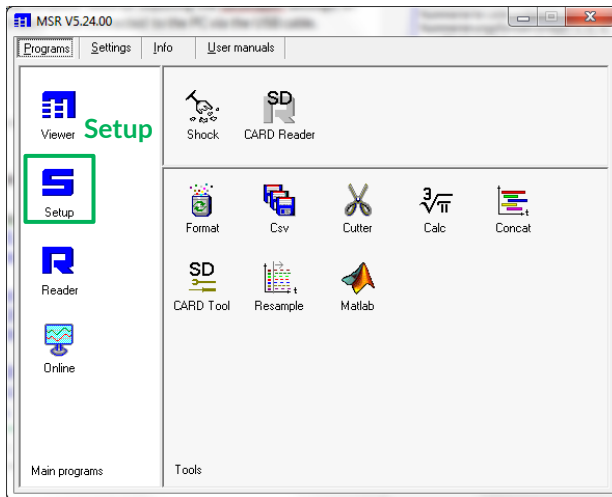 MSR V5.24.00
Programs Settings Info User manuals
Viewer
Setup
Setup
Reader
Online
Main programs
SD
Shock CARD Reader
3√π
Format Csv Cutter Calc Concat
SD
CARD Tool Resample Matlab
Tools